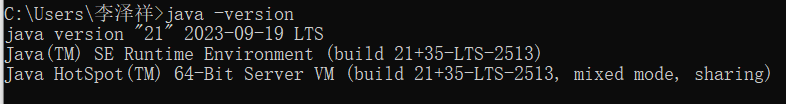 C:\Users\李泽祥>java -version
java version "21" 2023-09-19 LTS
Java(TM) SE Runtime Environment (build 21+35-LTS-2513)
Java HotSpot(TM) 64-Bit Server VM (build 21+35-LTS-2513, mixed mode, sharing)